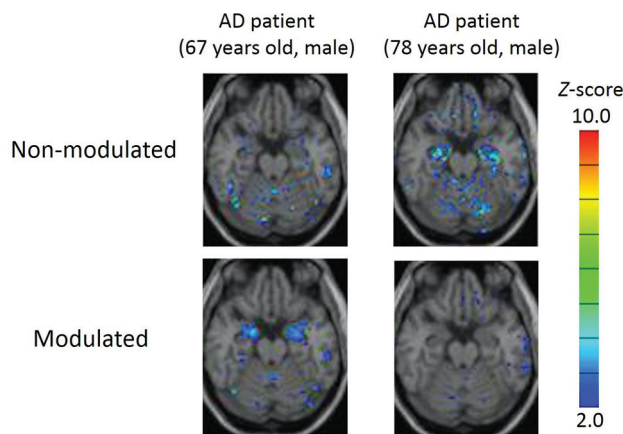 AD patient
(67 years old, male)
AD patient
(78 years old, male)
Z-score
10.0
Non-modulated
Modulated
2.0